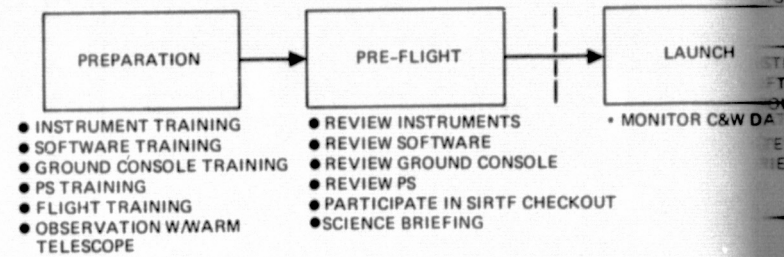 PREPARATION
PRE-FLIGHT
LAUNCH
● INSTRUMENT TRAINING
● SOFTWARE TRAINING
● GROUND CONSOLE TRAINING
● PS TRAINING
● FLIGHT TRAINING
● OBSERVATION W/WARM
TELESCOPE
● REVIEW INSTRUMENTS
● REVIEW SOFTWARE
● REVIEW GROUND CONSOLE
● REVIEW PS
● PARTICIPATE IN SIRTF CHECKOUT
● SCIENCE BRIEFING
• MONITOR C&W DAT